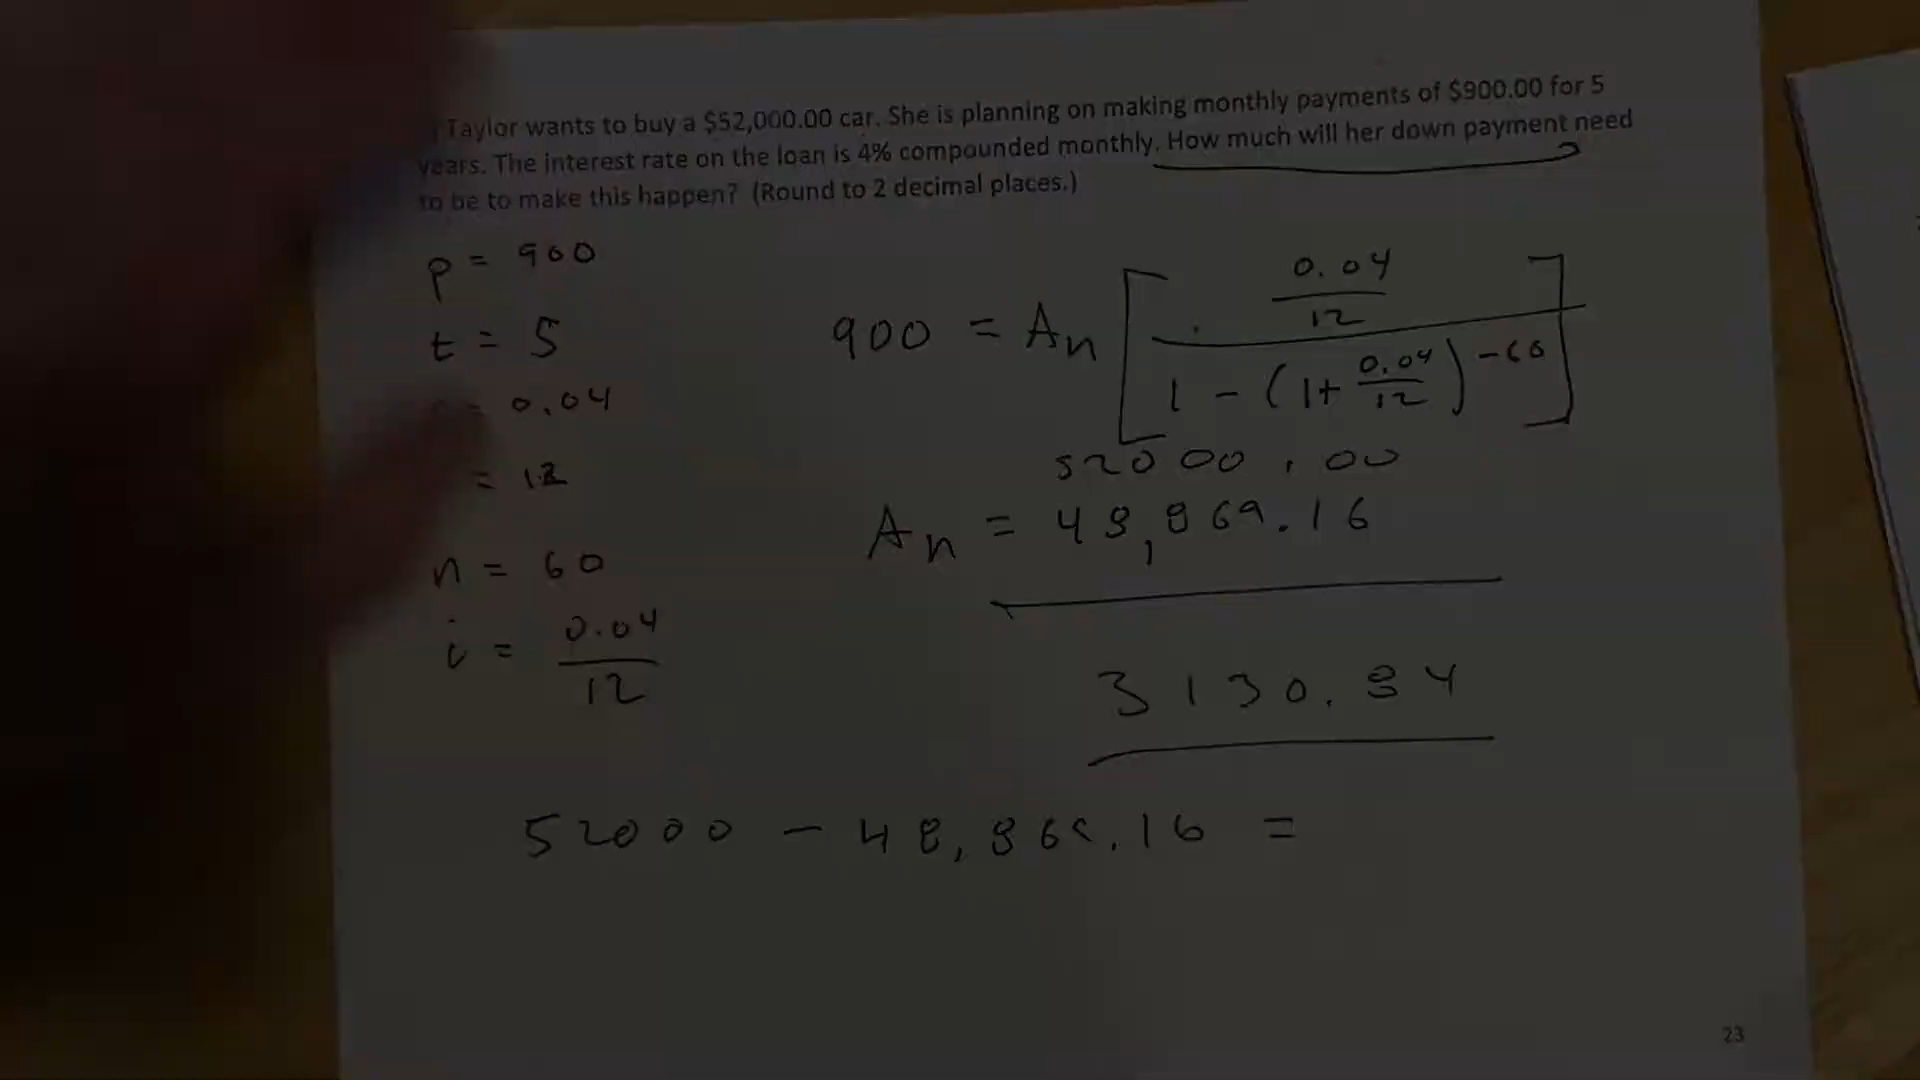 Taylor wants to buy a $52,000.00 car. She is planning on making monthly payments of $900.00 for 5
years. The interest rate on the loan is 4% compounded monthly. How much will her down payment need
to be to make this happen? (Round to 2 decimal places.)
p = 900
t = 5
= 0.04
= 12
n = 60
i = 0.04 / 12
900 = An [ (0.04 / 12) / (1 - (1 + 0.04 / 12)^-60) ]
52000.00
An = 48,869.16
3130.84
52000 - 48,869.16 =
23